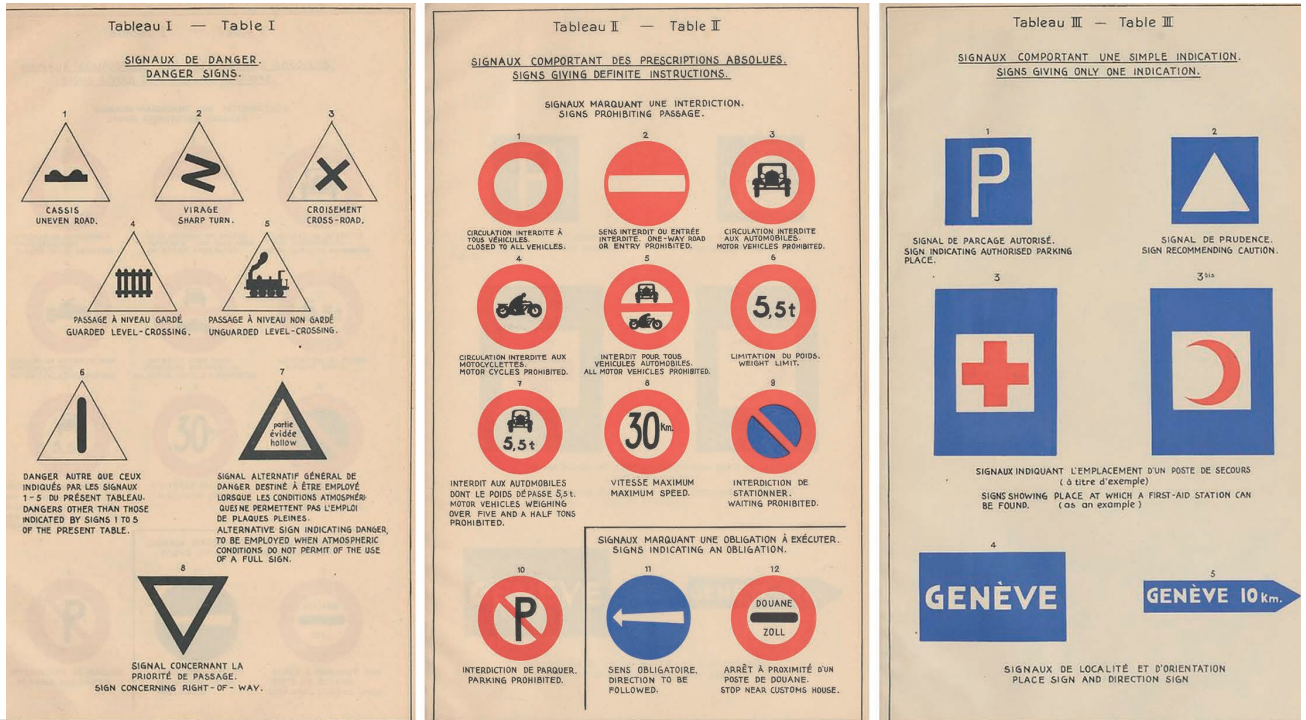 Tableau I — Table I
SIGNAUX DE DANGER.
DANGER SIGNS.
1
2
3
CASSIS
UNEVEN ROAD.
VIRAGE
SHARP TURN.
CROISEMENT
CROSS-ROAD.
4
5
PASSAGE À NIVEAU GARDÉ
GUARDED LEVEL-CROSSING.
PASSAGE À NIVEAU NON GARDÉ
UNGUARDED LEVEL-CROSSING.
6
7
partie
évidée
hollow
DANGER AUTRE QUE CEUX
INDIQUÉS PAR LES SIGNAUX
1-5 DU PRÉSENT TABLEAU.
DANGERS OTHER THAN THOSE
INDICATED BY SIGNS 1 TO 5
OF THE PRESENT TABLE.
SIGNAL ALTERNATIF GÉNÉRAL DE
DANGER DESTINÉ À ÊTRE EMPLOYÉ
LORSQUE LES CONDITIONS ATMOSPHÉRI-
QUES NE PERMETTENT PAS L'EMPLOI
DE PLAQUES PLEINES.
ALTERNATIVE SIGN INDICATING DANGER,
TO BE EMPLOYED WHEN ATMOSPHERIC
CONDITIONS DO NOT PERMIT OF THE USE
OF A FULL SIGN.
8
SIGNAL CONCERNANT LA
PRIORITÉ DE PASSAGE.
SIGN CONCERNING RIGHT-OF-WAY.
Tableau II — Table II
SIGNAUX COMPORTANT DES PRESCRIPTIONS ABSOLUES.
SIGNS GIVING DEFINITE INSTRUCTIONS.
SIGNAUX MARQUANT UNE INTERDICTION.
SIGNS PROHIBITING PASSAGE.
1
2
3
CIRCULATION INTERDITE À
TOUS VÉHICULES.
CLOSED TO ALL VEHICLES.
SENS INTERDIT OU ENTRÉE
INTERDITE. ONE-WAY ROAD
OR ENTRY PROHIBITED.
CIRCULATION INTERDITE
AUX AUTOMOBILES.
MOTOR VEHICLES PROHIBITED.
4
5
6
5,5t
CIRCULATION INTERDITE AUX
MOTOCYCLETTES.
MOTOR CYCLES PROHIBITED.
INTERDIT POUR TOUS
VÉHICULES AUTOMOBILES.
ALL MOTOR VEHICLES PROHIBITED.
LIMITATION DU POIDS.
WEIGHT LIMIT.
7
8
9
5,5t
30 Km.
INTERDIT AUX AUTOMOBILES
DONT LE POIDS DÉPASSE 5,5t.
MOTOR VEHICLES WEIGHING
OVER FIVE AND A HALF TONS
PROHIBITED.
VITESSE MAXIMUM
MAXIMUM SPEED.
INTERDICTION DE
STATIONNER.
WAITING PROHIBITED.
SIGNAUX MARQUANT UNE OBLIGATION À EXÉCUTER.
SIGNS INDICATING AN OBLIGATION.
10
11
12
P
DOUANE
ZOLL
INTERDICTION DE PARQUER.
PARKING PROHIBITED.
SENS OBLIGATOIRE,
DIRECTION TO BE
FOLLOWED.
ARRÊT À PROXIMITÉ D'UN
POSTE DE DOUANE.
STOP NEAR CUSTOMS HOUSE.
Tableau III — Table III
SIGNAUX COMPORTANT UNE SIMPLE INDICATION.
SIGNS GIVING ONLY ONE INDICATION.
1
2
P
SIGNAL DE PARCAGE AUTORISÉ.
SIGN INDICATING AUTHORISED PARKING
PLACE.
SIGNAL DE PRUDENCE.
SIGN RECOMMENDING CAUTION.
3
3bis
SIGNAUX INDIQUANT L'EMPLACEMENT D'UN POSTE DE SECOURS
(à titre d'exemple)
SIGNS SHOWING PLACE AT WHICH A FIRST-AID STATION CAN
BE FOUND. (as an example)
4
5
GENÈVE
GENÈVE 10 km.
SIGNAUX DE LOCALITÉ ET D'ORIENTATION
PLACE SIGN AND DIRECTION SIGN